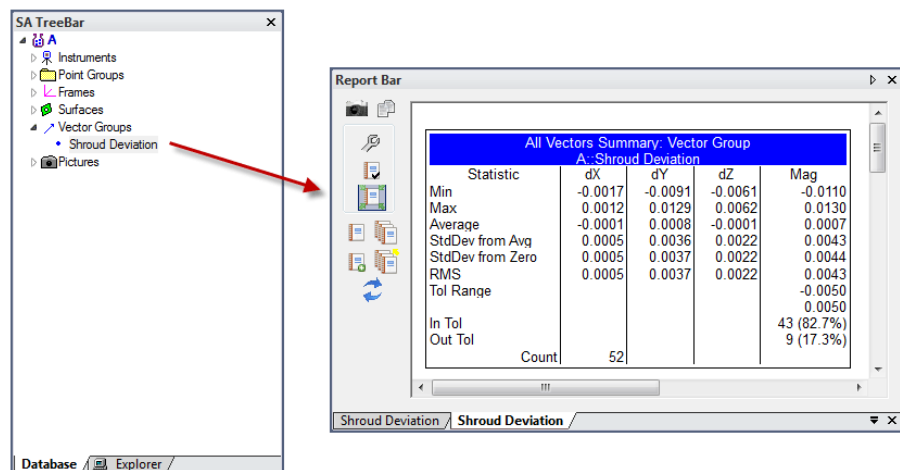 SA TreeBar
A
Instruments
Point Groups
Frames
Surfaces
Vector Groups
Shroud Deviation
Pictures
Database Explorer
Report Bar
All Vectors Summary: Vector Group
A::Shroud Deviation
Statistic dX dY dZ Mag
Min -0.0017 -0.0091 -0.0061 -0.0110
Max 0.0012 0.0129 0.0062 0.0130
Average -0.0001 0.0008 -0.0001 0.0007
StdDev from Avg 0.0005 0.0036 0.0022 0.0043
StdDev from Zero 0.0005 0.0037 0.0022 0.0044
RMS 0.0005 0.0037 0.0022 0.0043
Tol Range -0.0050
0.0050
In Tol 43 (82.7%)
Out Tol 9 (17.3%)
Count 52
Shroud Deviation Shroud Deviation